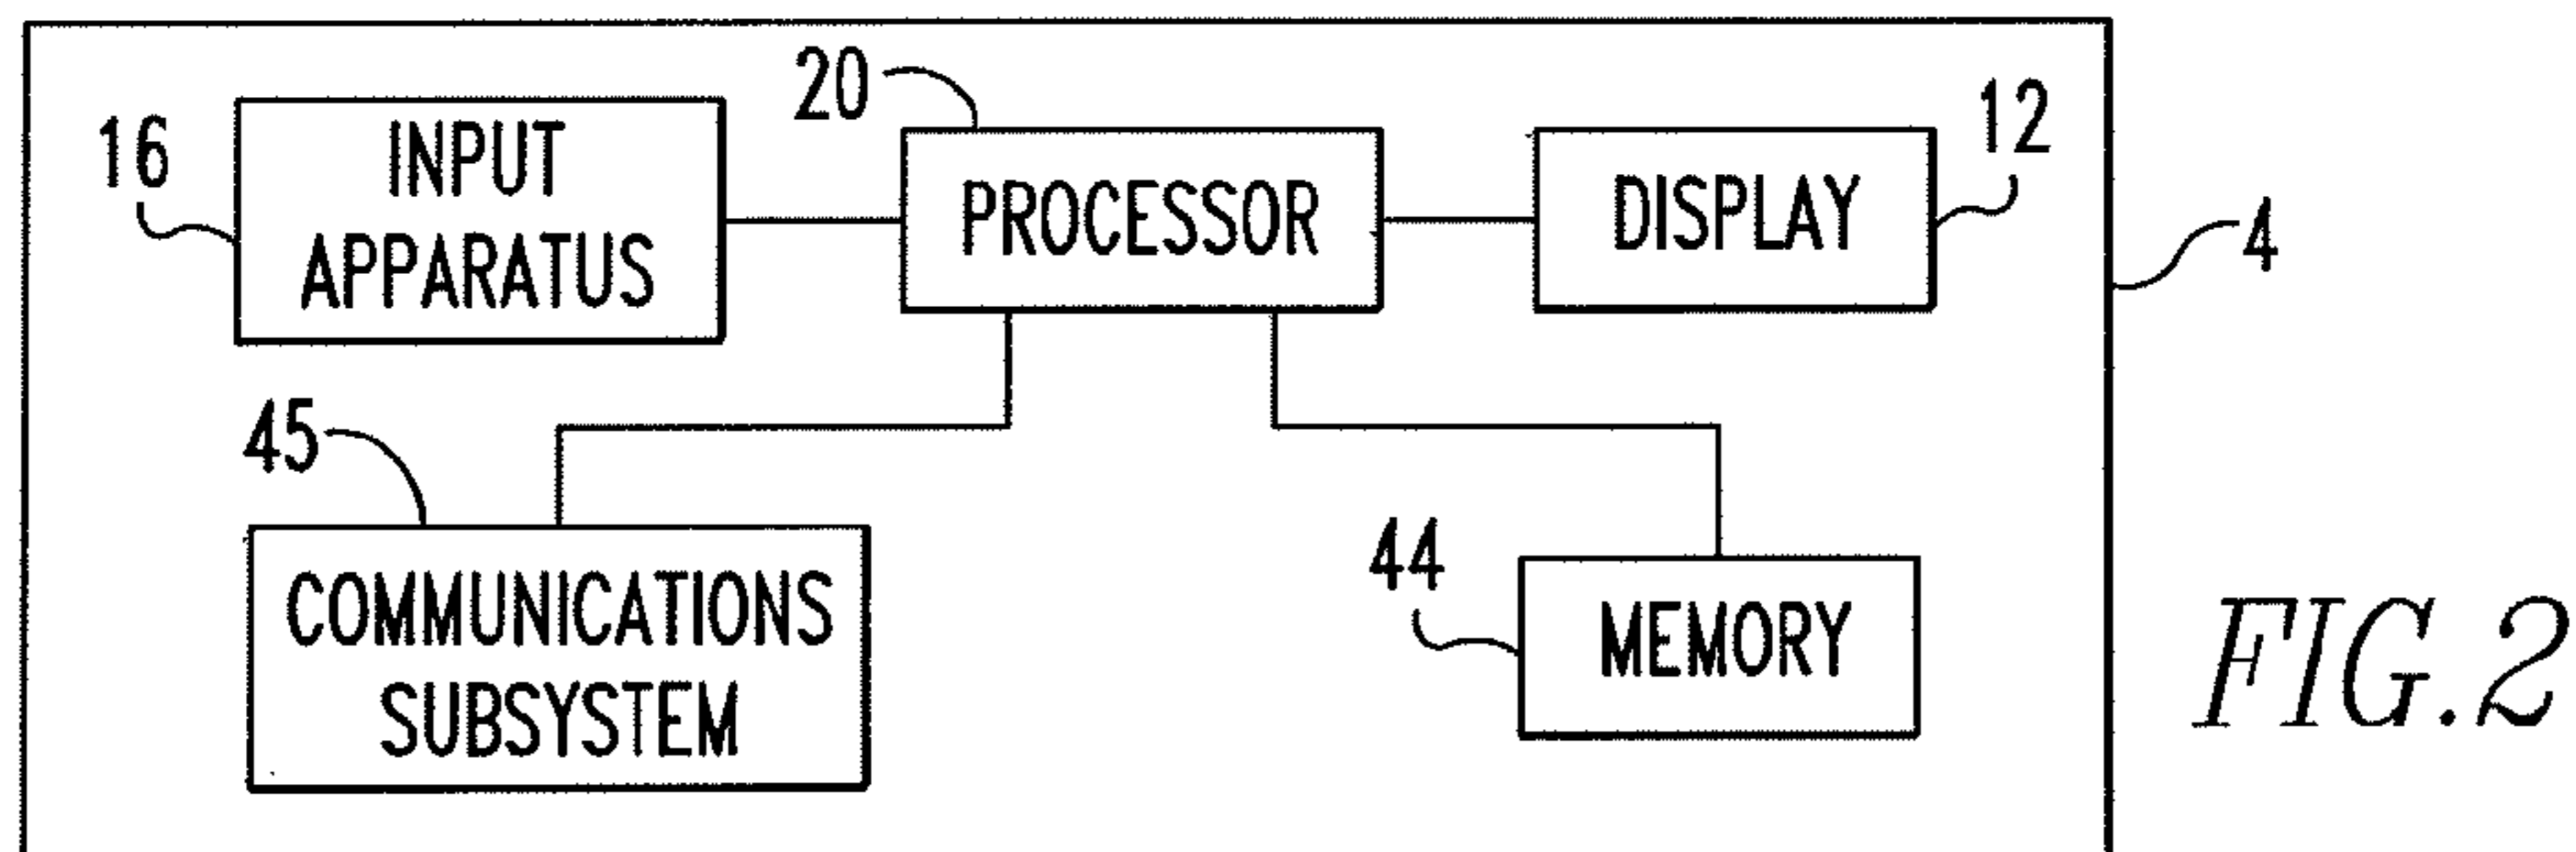 20
16
INPUT
APPARATUS
PROCESSOR
DISPLAY
12
4
45
COMMUNICATIONS
SUBSYSTEM
44
MEMORY
FIG.2